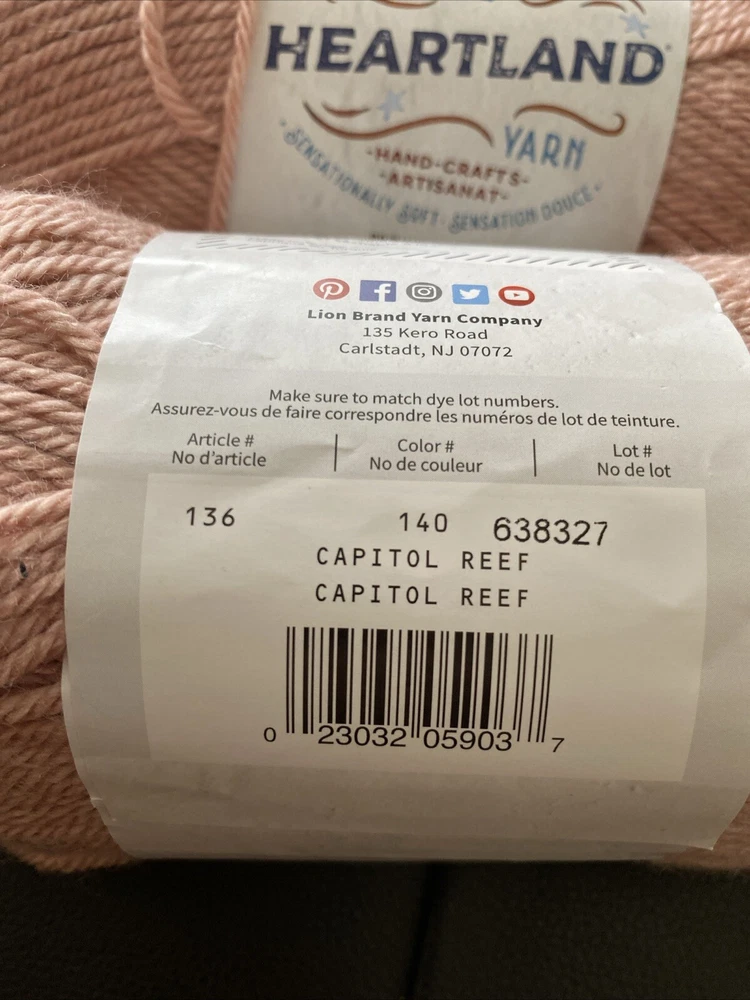 HEARTLAND
YARN
·HAND-CRAFTS·
·ARTISANAT·
·SENSATIONALLY SOFT·SENSATION DOUCE·
Lion Brand Yarn Company
135 Kero Road
Carlstadt, NJ 07072
Make sure to match dye lot numbers.
Assurez-vous de faire correspondre les numéros de lot de teinture.
Article # Color # Lot #
No d'article No de couleur No de lot
136 140 638327
CAPITOL REEF
CAPITOL REEF
0 23032 05903 7